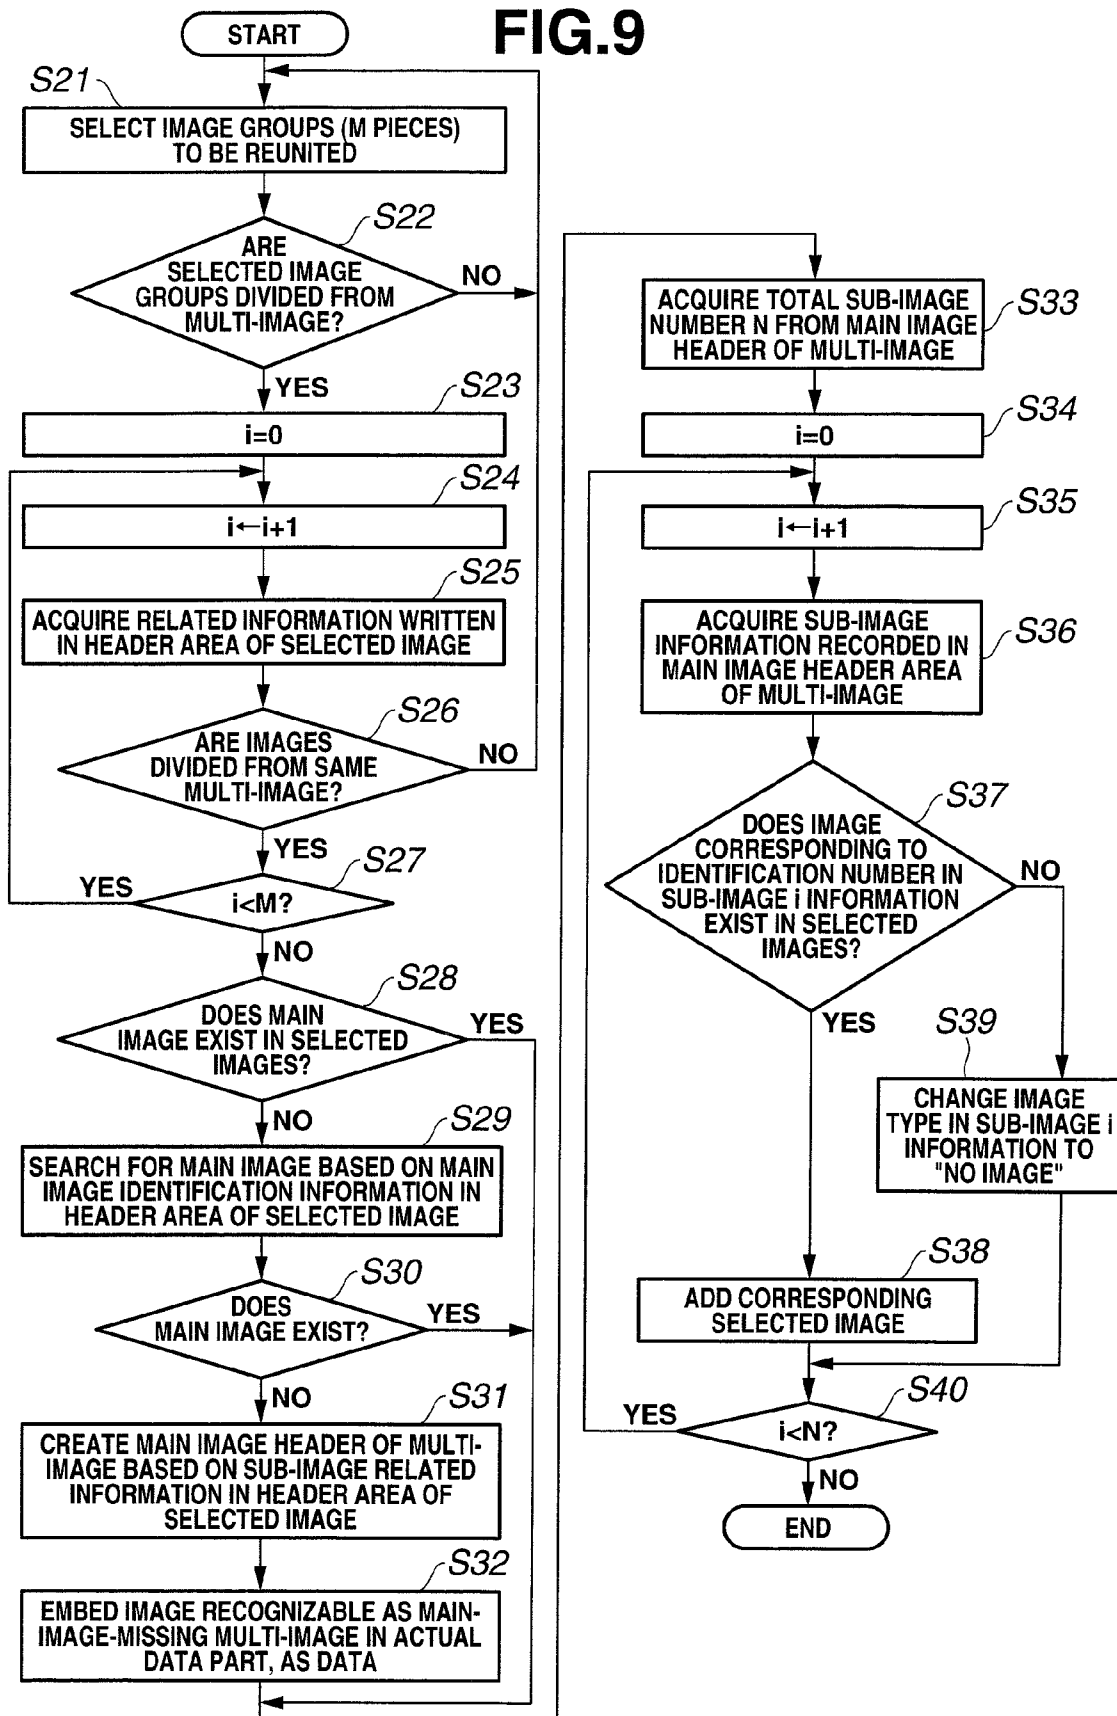 FIG.9
START
S21
SELECT IMAGE GROUPS (M PIECES)
TO BE REUNITED
S22
ARE
SELECTED IMAGE
GROUPS DIVIDED FROM
MULTI-IMAGE?
NO
YES
S23
i=0
S24
i←i+1
S25
ACQUIRE RELATED INFORMATION WRITTEN
IN HEADER AREA OF SELECTED IMAGE
S26
ARE IMAGES
DIVIDED FROM SAME
MULTI-IMAGE?
NO
YES
S27
YES
i<M?
NO
S28
DOES MAIN
IMAGE EXIST IN SELECTED
IMAGES?
YES
NO
S29
SEARCH FOR MAIN IMAGE BASED ON MAIN
IMAGE IDENTIFICATION INFORMATION IN
HEADER AREA OF SELECTED IMAGE
S30
DOES
MAIN IMAGE EXIST?
YES
NO
S31
CREATE MAIN IMAGE HEADER OF MULTI-
IMAGE BASED ON SUB-IMAGE RELATED
INFORMATION IN HEADER AREA OF
SELECTED IMAGE
S32
EMBED IMAGE RECOGNIZABLE AS MAIN-
IMAGE-MISSING MULTI-IMAGE IN ACTUAL
DATA PART, AS DATA
ACQUIRE TOTAL SUB-IMAGE
NUMBER N FROM MAIN IMAGE
HEADER OF MULTI-IMAGE
S33
S34
i=0
S35
i←i+1
ACQUIRE SUB-IMAGE
INFORMATION RECORDED IN
MAIN IMAGE HEADER AREA
OF MULTI-IMAGE
S36
S37
DOES IMAGE
CORRESPONDING TO
IDENTIFICATION NUMBER IN
SUB-IMAGE i INFORMATION
EXIST IN SELECTED
IMAGES?
NO
YES
S39
CHANGE IMAGE
TYPE IN SUB-IMAGE i
INFORMATION TO
"NO IMAGE"
S38
ADD CORRESPONDING
SELECTED IMAGE
S40
YES
i<N?
NO
END